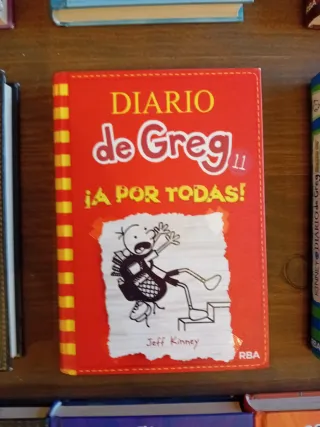 DIARIO
de Greg 11
¡A POR TODAS!
Jeff Kinney
RBA